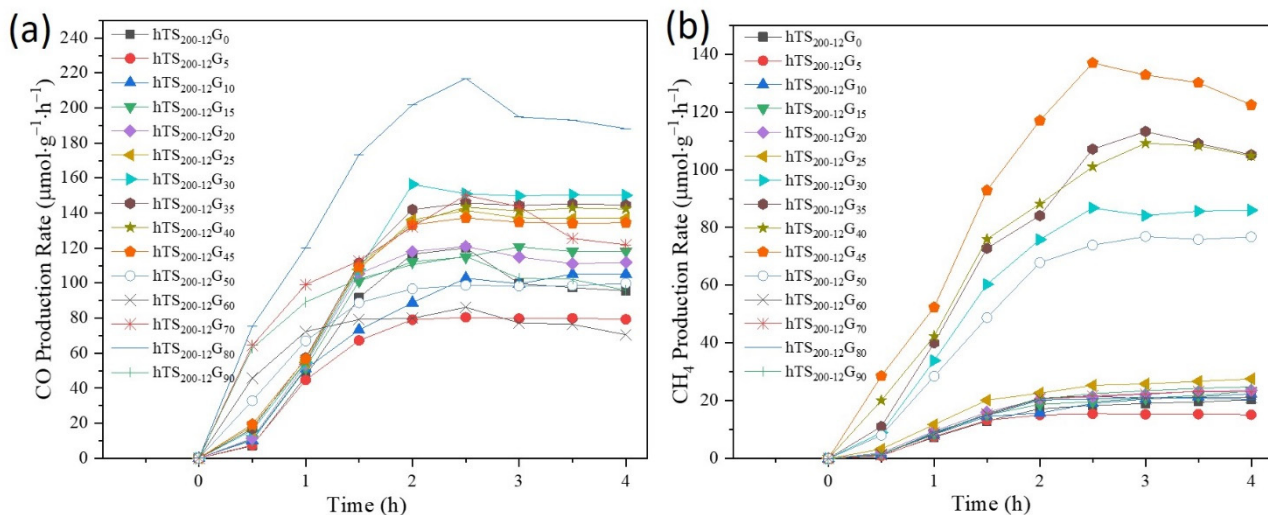 (a)
CO Production Rate (μmol·g⁻¹·h⁻¹)
240
220
200
180
160
140
120
100
80
60
40
20
0
hTS₂₀₀₋₁₂G₀
hTS₂₀₀₋₁₂G₅
hTS₂₀₀₋₁₂G₁₀
hTS₂₀₀₋₁₂G₁₅
hTS₂₀₀₋₁₂G₂₀
hTS₂₀₀₋₁₂G₂₅
hTS₂₀₀₋₁₂G₃₀
hTS₂₀₀₋₁₂G₃₅
hTS₂₀₀₋₁₂G₄₀
hTS₂₀₀₋₁₂G₄₅
hTS₂₀₀₋₁₂G₅₀
hTS₂₀₀₋₁₂G₆₀
hTS₂₀₀₋₁₂G₇₀
hTS₂₀₀₋₁₂G₈₀
hTS₂₀₀₋₁₂G₉₀
0 1 2 3 4
Time (h)
(b)
CH₄ Production Rate (μmol·g⁻¹·h⁻¹)
140
120
100
80
60
40
20
0
hTS₂₀₀₋₁₂G₀
hTS₂₀₀₋₁₂G₅
hTS₂₀₀₋₁₂G₁₀
hTS₂₀₀₋₁₂G₁₅
hTS₂₀₀₋₁₂G₂₀
hTS₂₀₀₋₁₂G₂₅
hTS₂₀₀₋₁₂G₃₀
hTS₂₀₀₋₁₂G₃₅
hTS₂₀₀₋₁₂G₄₀
hTS₂₀₀₋₁₂G₄₅
hTS₂₀₀₋₁₂G₅₀
hTS₂₀₀₋₁₂G₆₀
hTS₂₀₀₋₁₂G₇₀
hTS₂₀₀₋₁₂G₈₀
hTS₂₀₀₋₁₂G₉₀
0 1 2 3 4
Time (h)